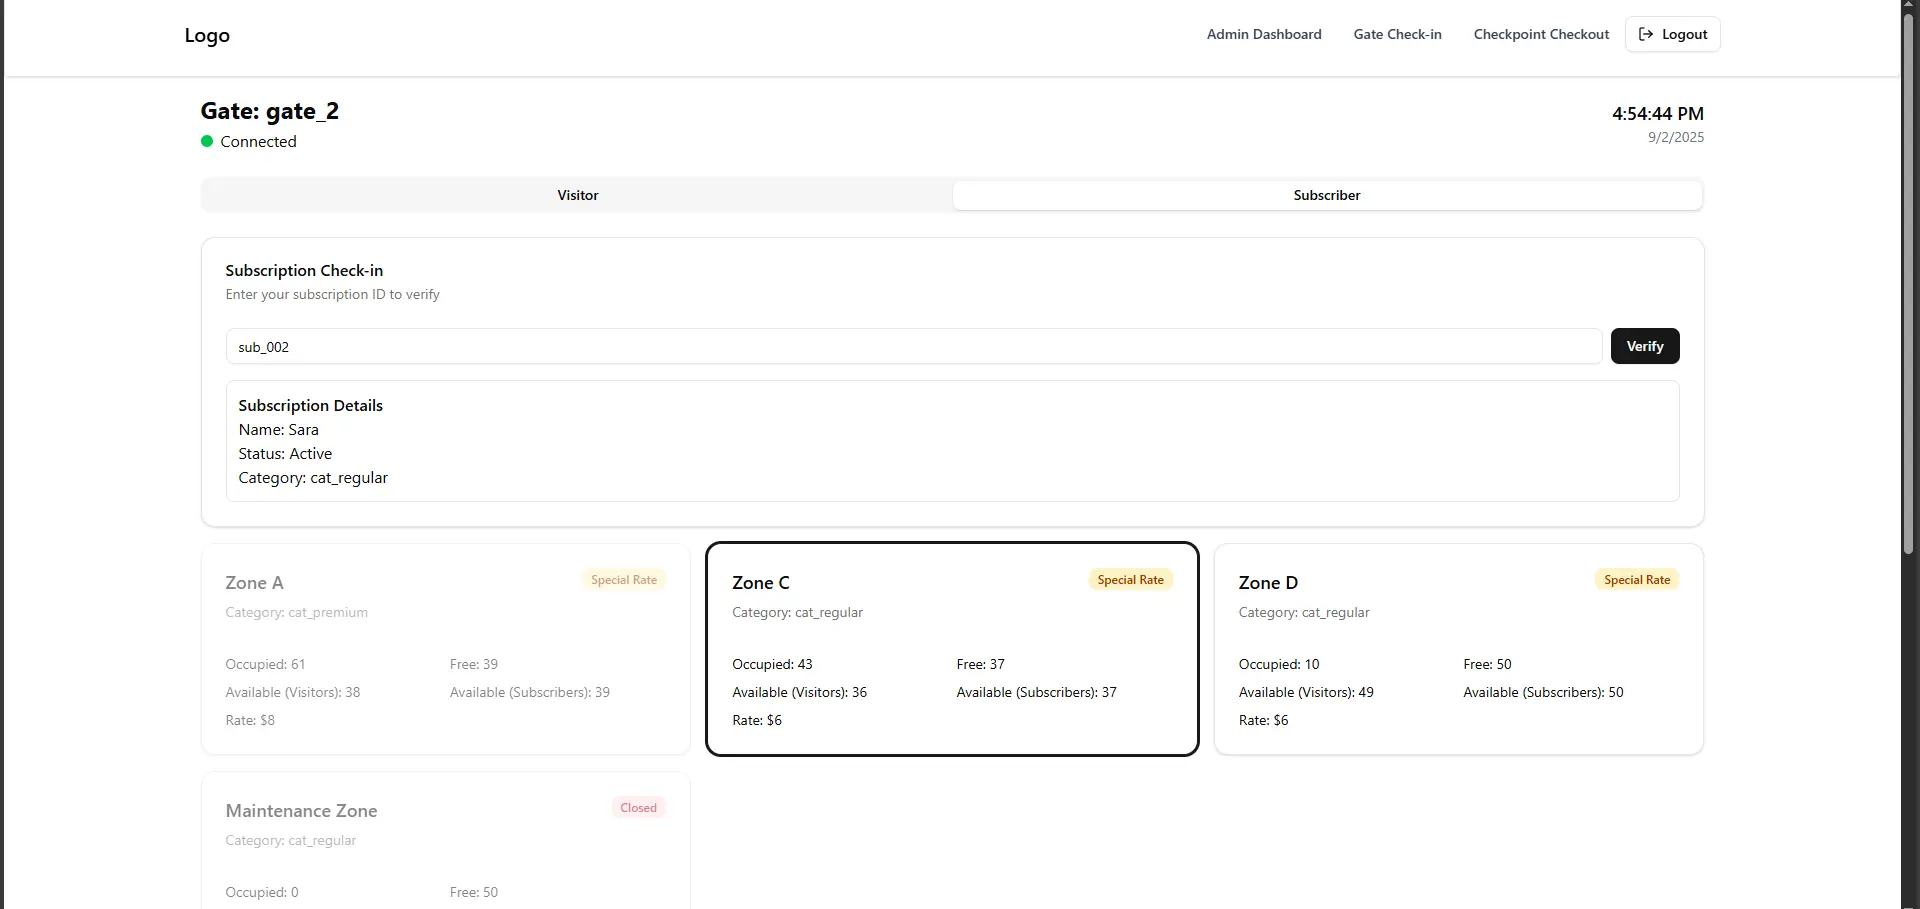 Logo
Admin Dashboard
Gate Check-in
Checkpoint Checkout
Logout
Gate: gate_2
Connected
4:54:44 PM
9/2/2025
Visitor
Subscriber
Subscription Check-in
Enter your subscription ID to verify
sub_002
Verify
Subscription Details
Name: Sara
Status: Active
Category: cat_regular
Zone A
Special Rate
Category: cat_premium
Occupied: 61
Free: 39
Available (Visitors): 38
Available (Subscribers): 39
Rate: $8
Zone C
Special Rate
Category: cat_regular
Occupied: 43
Free: 37
Available (Visitors): 36
Available (Subscribers): 37
Rate: $6
Zone D
Special Rate
Category: cat_regular
Occupied: 10
Free: 50
Available (Visitors): 49
Available (Subscribers): 50
Rate: $6
Maintenance Zone
Closed
Category: cat_regular
Occupied: 0
Free: 50